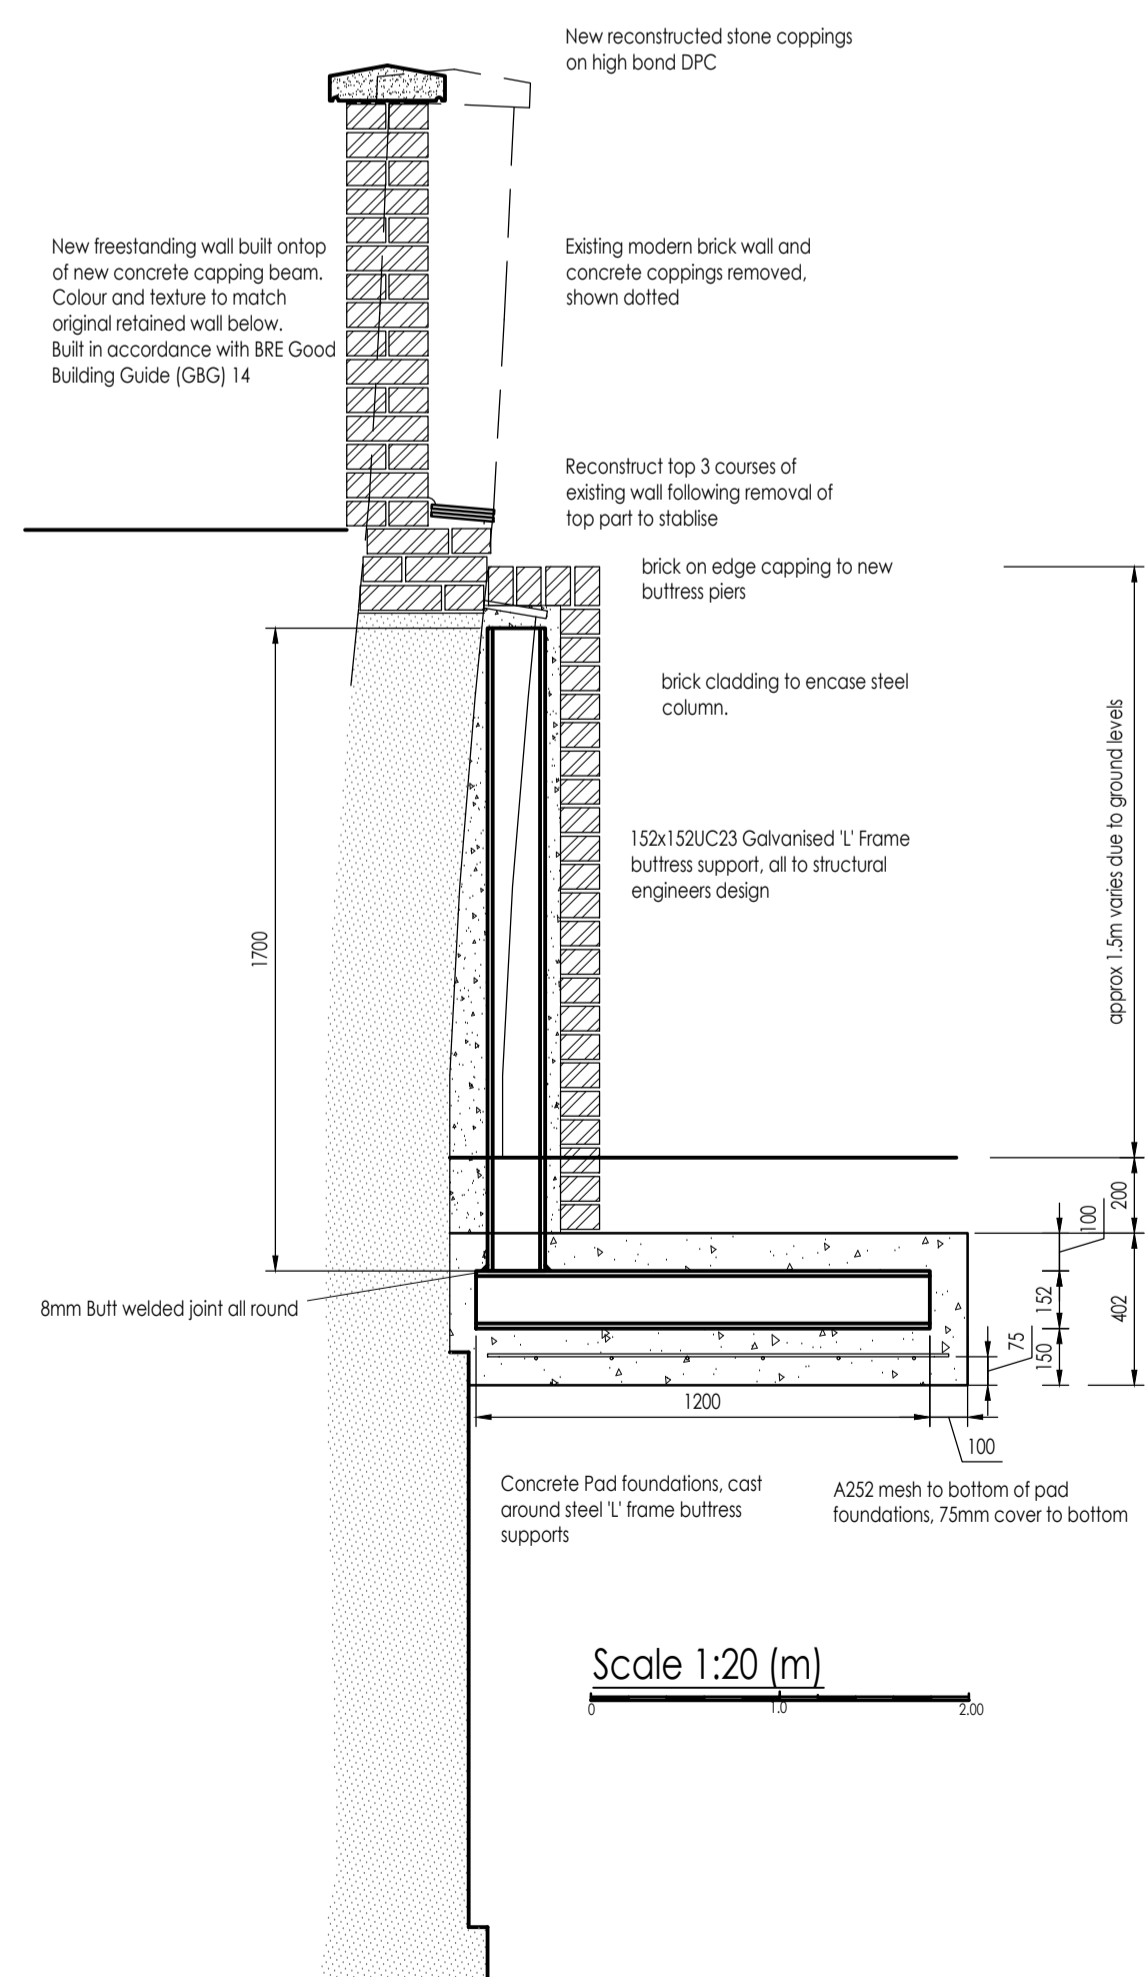 New reconstructed stone coppings
on high bond DPC
New freestanding wall built ontop
of new concrete capping beam.
Colour and texture to match
original retained wall below.
Built in accordance with BRE Good
Building Guide (GBG) 14
Existing modern brick wall and
concrete coppings removed,
shown dotted
Reconstruct top 3 courses of
existing wall following removal of
top part to stablise
brick on edge capping to new
buttress piers
brick cladding to encase steel
column.
152x152UC23 Galvanised 'L' Frame
buttress support, all to structural
engineers design
1700
approx 1.5m varies due to ground levels
200
100
152
402
75
150
8mm Butt welded joint all round
1200
100
Concrete Pad foundations, cast
around steel 'L' frame buttress
supports
A252 mesh to bottom of pad
foundations, 75mm cover to bottom
Scale 1:20 (m)
0 1.0 2.00